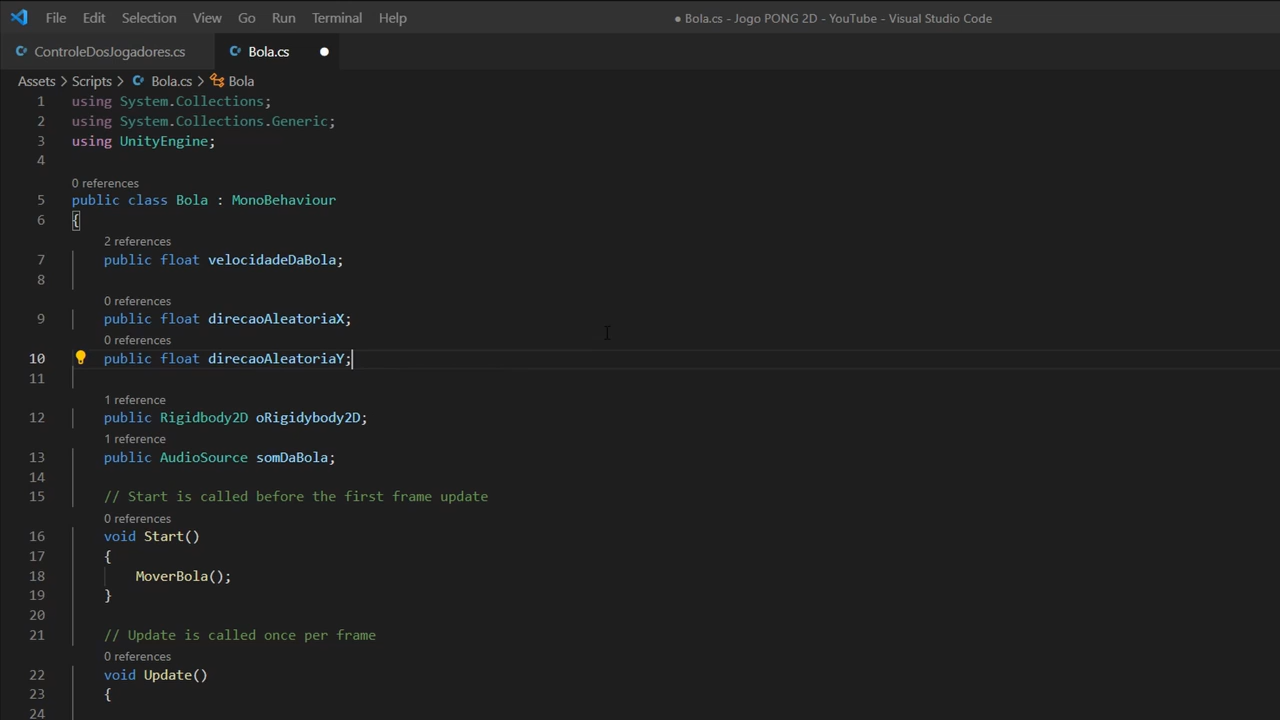 File Edit Selection View Go Run Terminal Help ● Bola.cs - Jogo PONG 2D - YouTube - Visual Studio Code
ControleDosJogadores.cs Bola.cs ●
Assets > Scripts > Bola.cs > Bola
1 using System.Collections;
2 using System.Collections.Generic;
3 using UnityEngine;
4
0 references
5 public class Bola : MonoBehaviour
6 {
2 references
7 public float velocidadeDaBola;
8
0 references
9 public float direcaoAleatoriaX;
0 references
10 public float direcaoAleatoriaY;
11
1 reference
12 public Rigidbody2D oRigidybody2D;
1 reference
13 public AudioSource somDaBola;
14
15 // Start is called before the first frame update
0 references
16 void Start()
17 {
18 MoverBola();
19 }
20
21 // Update is called once per frame
0 references
22 void Update()
23 {
24